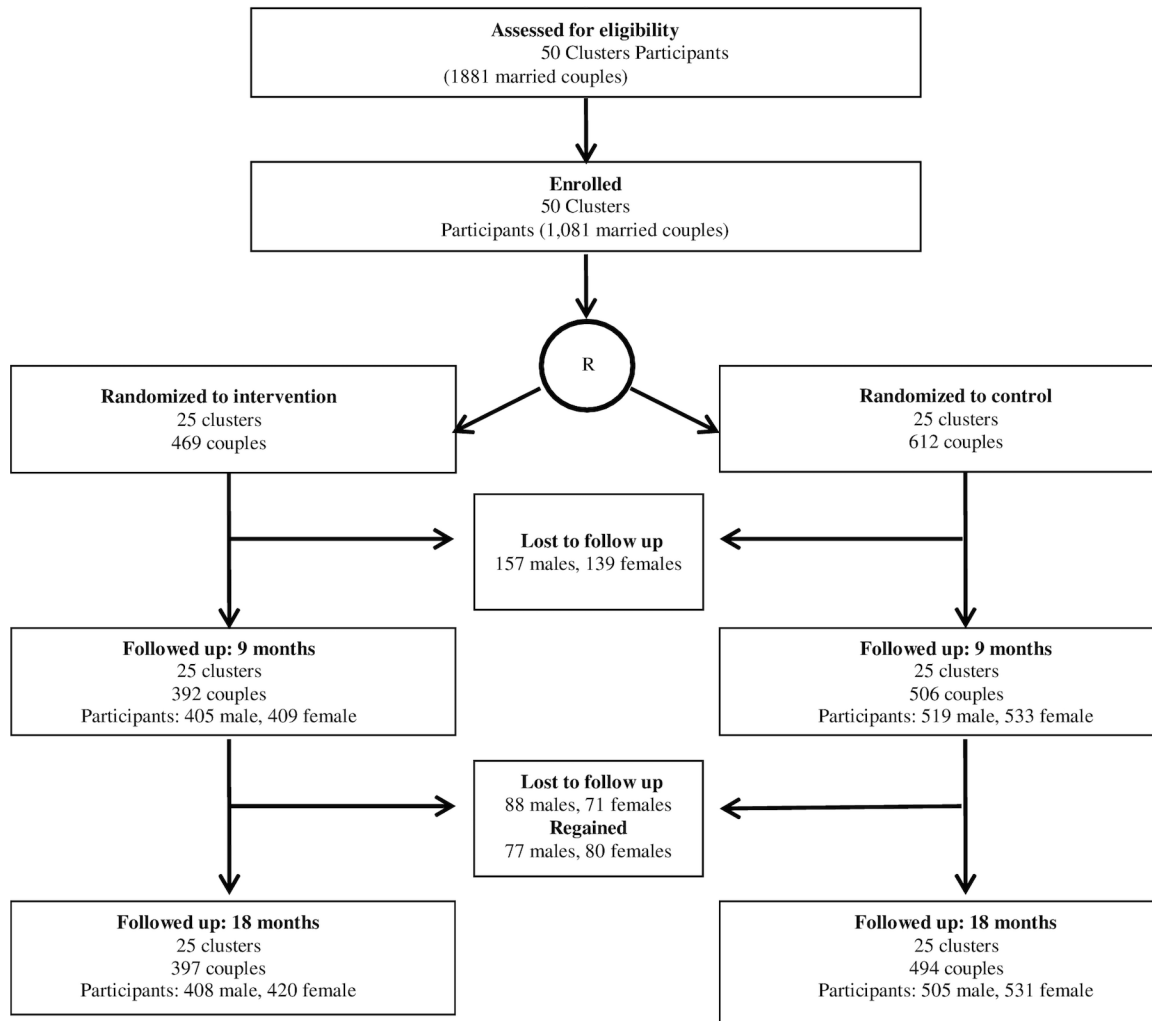 Assessed for eligibility
50 Clusters Participants
(1881 married couples)
Enrolled
50 Clusters
Participants (1,081 married couples)
R
Randomized to intervention
25 clusters
469 couples
Randomized to control
25 clusters
612 couples
Lost to follow up
157 males, 139 females
Followed up: 9 months
25 clusters
392 couples
Participants: 405 male, 409 female
Followed up: 9 months
25 clusters
506 couples
Participants: 519 male, 533 female
Lost to follow up
88 males, 71 females
Regained
77 males, 80 females
Followed up: 18 months
25 clusters
397 couples
Participants: 408 male, 420 female
Followed up: 18 months
25 clusters
494 couples
Participants: 505 male, 531 female